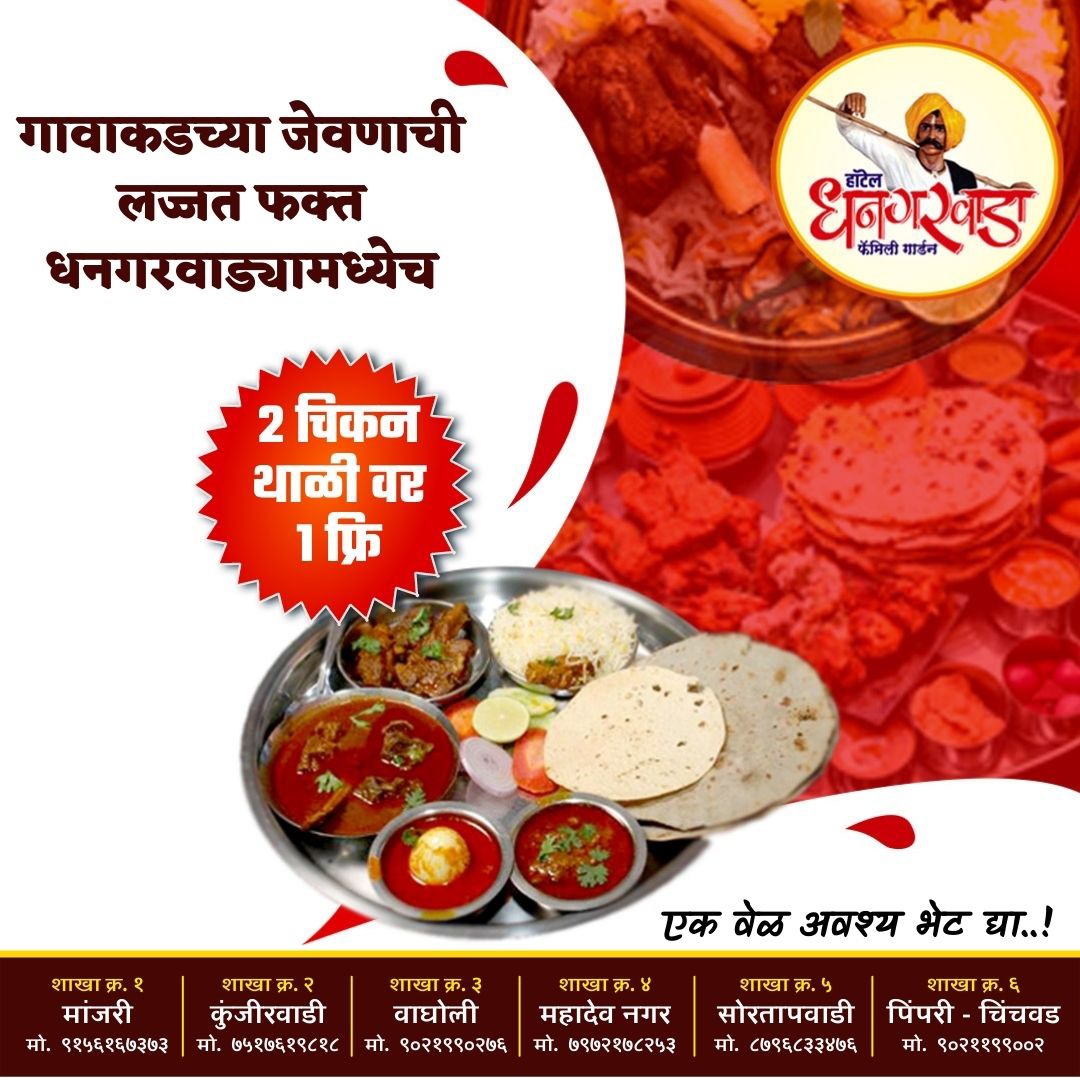 गावाकडच्या जेवणाची
लज्जत फक्त
धनगरवाड्यामध्येच
हॉटेल
धनगरवाडा
फॅमिली गार्डन
2 चिकन
थाळी वर
1 फ्रि
एक वेळ अवश्य भेट द्या..!
शाखा क्र. १
मांजरी
मो. ९१५६१६७३७३
शाखा क्र. २
कुंजीरवाडी
मो. ७५१७६१९८१८
शाखा क्र. ३
वाघोली
मो. ९०२१९९०२७६
शाखा क्र. ४
महादेव नगर
मो. ७९७२१७८२५३
शाखा क्र. ५
सोरतापवाडी
मो. ८७९६८३३४७६
शाखा क्र. ६
पिंपरी - चिंचवड
मो. ९०२११९९००२